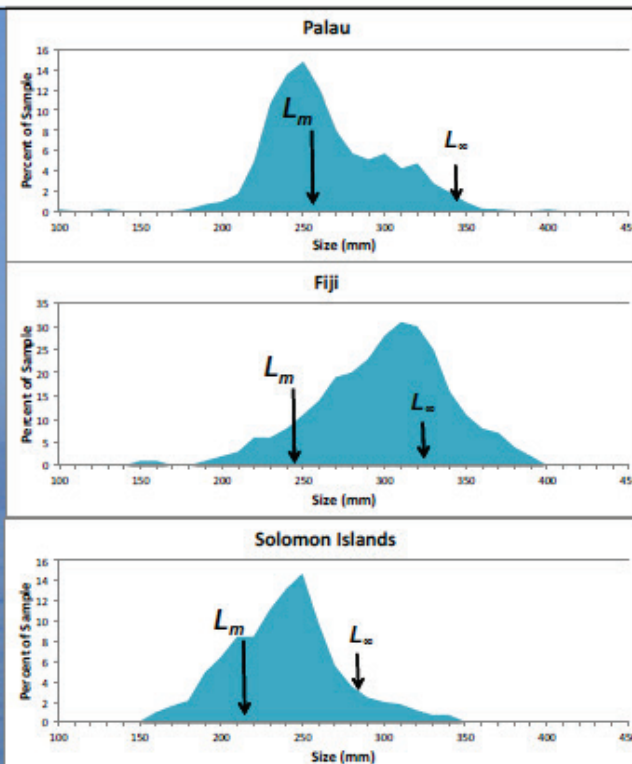 Palau
Percent of Sample
16
14
12
10
8
6
4
2
0
Lm
L∞
100 150 200 250 300 350 400 450
Size (mm)
Fiji
Percent of Sample
35
30
25
20
15
10
5
0
Lm
L∞
100 150 200 250 300 350 400
Size (mm)
Solomon Islands
Percent of Sample
16
14
12
10
8
6
4
2
0
Lm
L∞
100 150 200 250 300 350 400
Size (mm)